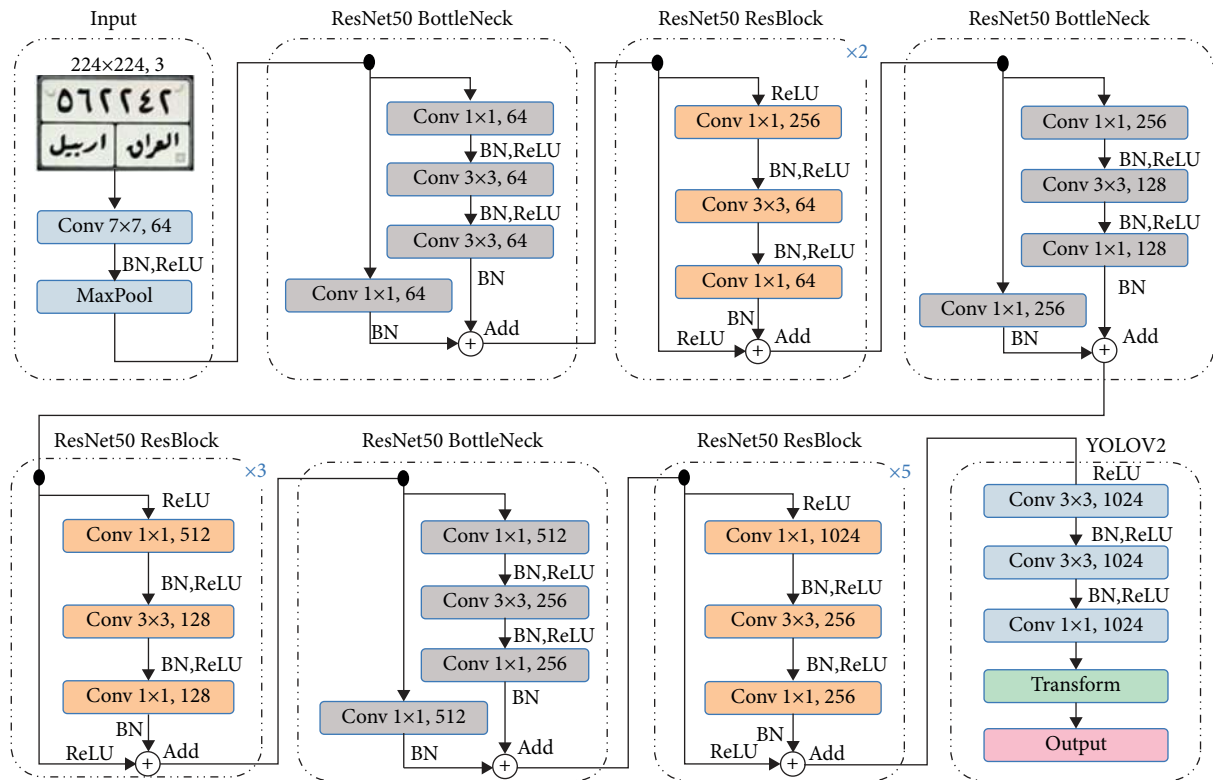 Input
224×224, 3
٥٦٢٢٤٢
العراق اربيل
Conv 7×7, 64
BN,ReLU
MaxPool
ResNet50 BottleNeck
Conv 1×1, 64
BN,ReLU
Conv 3×3, 64
BN,ReLU
Conv 3×3, 64
BN
Conv 1×1, 64
BN
Add
+
ResNet50 ResBlock
×2
ReLU
Conv 1×1, 256
BN,ReLU
Conv 3×3, 64
BN,ReLU
Conv 1×1, 64
BN
ReLU
Add
+
ResNet50 BottleNeck
Conv 1×1, 256
BN,ReLU
Conv 3×3, 128
BN,ReLU
Conv 1×1, 128
BN
Conv 1×1, 256
BN
Add
+
ResNet50 ResBlock
×3
ReLU
Conv 1×1, 512
BN,ReLU
Conv 3×3, 128
BN,ReLU
Conv 1×1, 128
BN
ReLU
Add
+
ResNet50 BottleNeck
Conv 1×1, 512
BN,ReLU
Conv 3×3, 256
BN,ReLU
Conv 1×1, 256
BN
Conv 1×1, 512
BN
Add
+
ResNet50 ResBlock
×5
ReLU
Conv 1×1, 1024
BN,ReLU
Conv 3×3, 256
BN,ReLU
Conv 1×1, 256
BN
ReLU
Add
+
YOLOV2
ReLU
Conv 3×3, 1024
BN,ReLU
Conv 3×3, 1024
BN,ReLU
Conv 1×1, 1024
Transform
Output